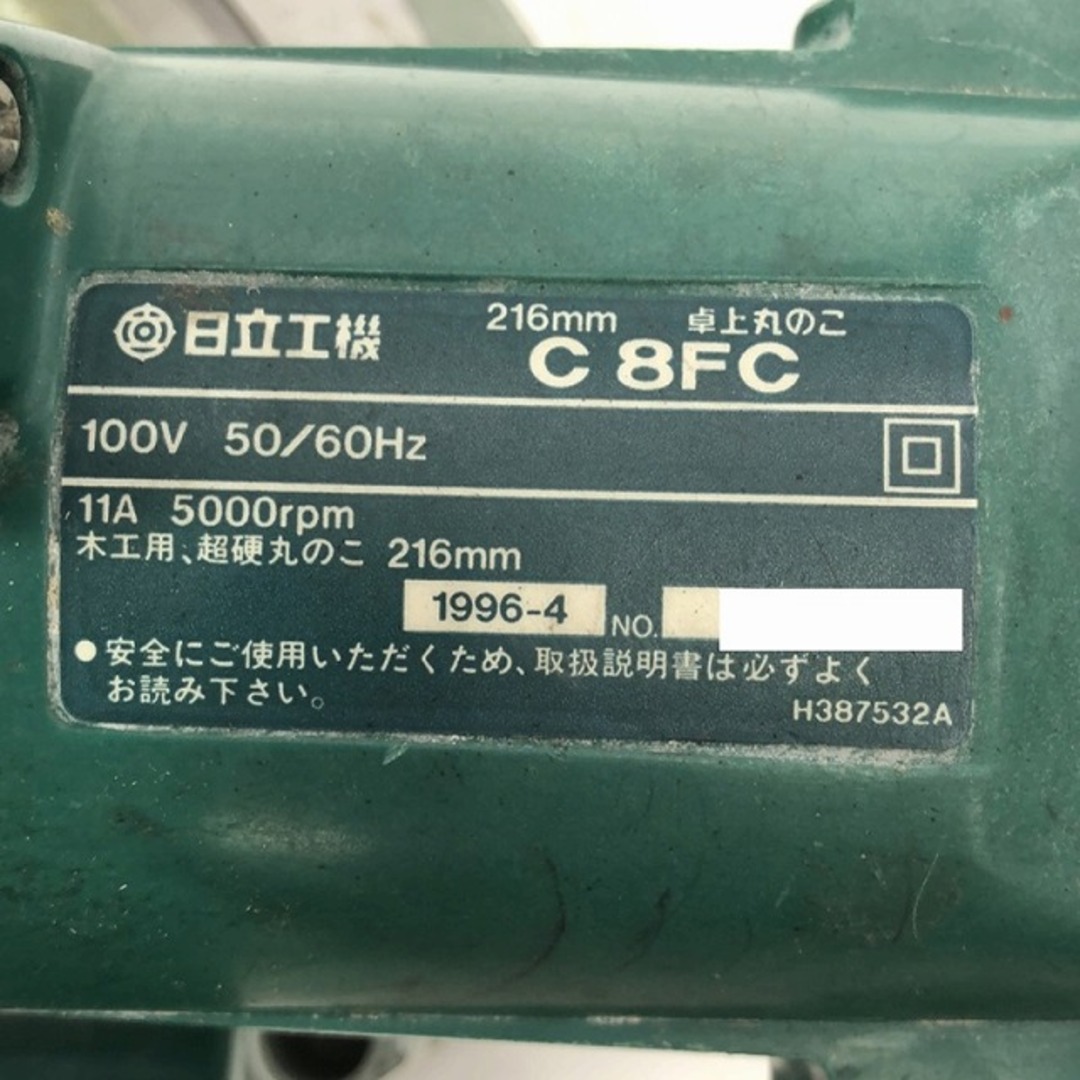 日立工機
216mm 卓上丸のこ
C 8FC
100V 50/60Hz
11A 5000rpm
木工用、超硬丸のこ 216mm
1996-4 NO.
●安全にご使用いただくため、取扱説明書は必ずよく
お読み下さい。
H387532A